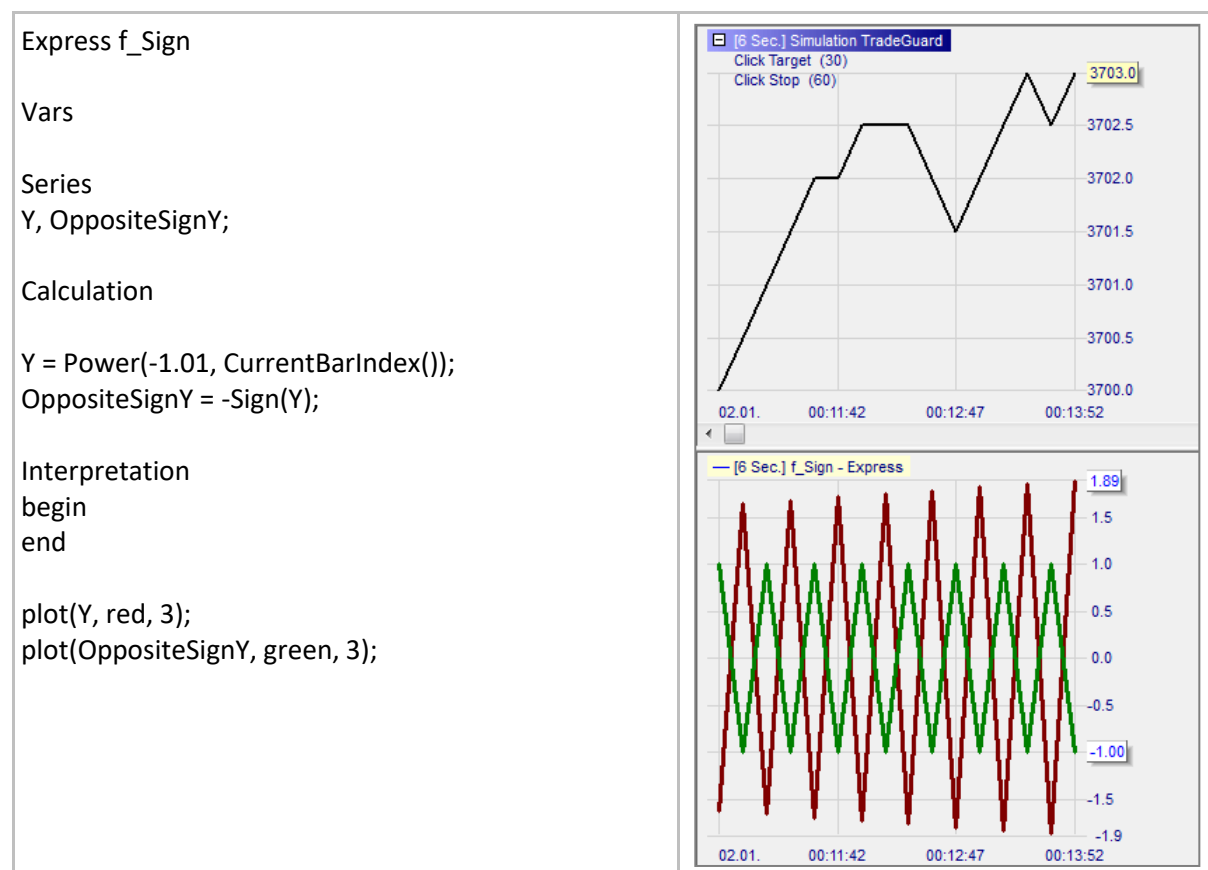 Express f_Sign
Vars
Series
Y, OppositeSignY;
Calculation
Y = Power(-1.01, CurrentBarIndex());
OppositeSignY = -Sign(Y);
Interpretation
begin
end
plot(Y, red, 3);
plot(OppositeSignY, green, 3);
[6 Sec.] Simulation TradeGuard
Click Target (30)
Click Stop (60)
3703.0
3702.5
3702.0
3701.5
3701.0
3700.5
3700.0
02.01. 00:11:42 00:12:47 00:13:52
[6 Sec.] f_Sign - Express
1.89
1.5
1.0
0.5
0.0
-0.5
-1.00
-1.5
-1.9
02.01. 00:11:42 00:12:47 00:13:52